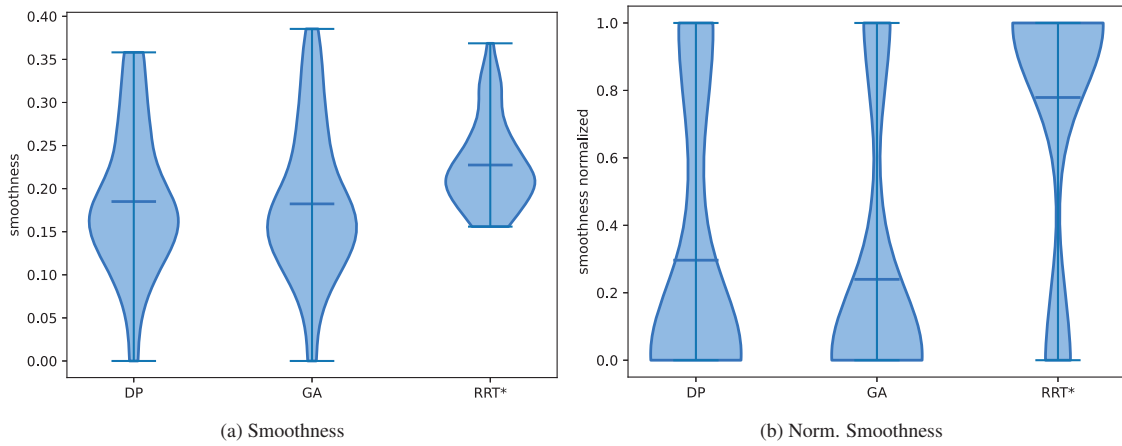 0.40
0.35
0.30
0.25
0.20
0.15
0.10
0.05
0.00
smoothness
DP GA RRT*
(a) Smoothness
1.0
0.8
0.6
0.4
0.2
0.0
smoothness normalized
DP GA RRT*
(b) Norm. Smoothness